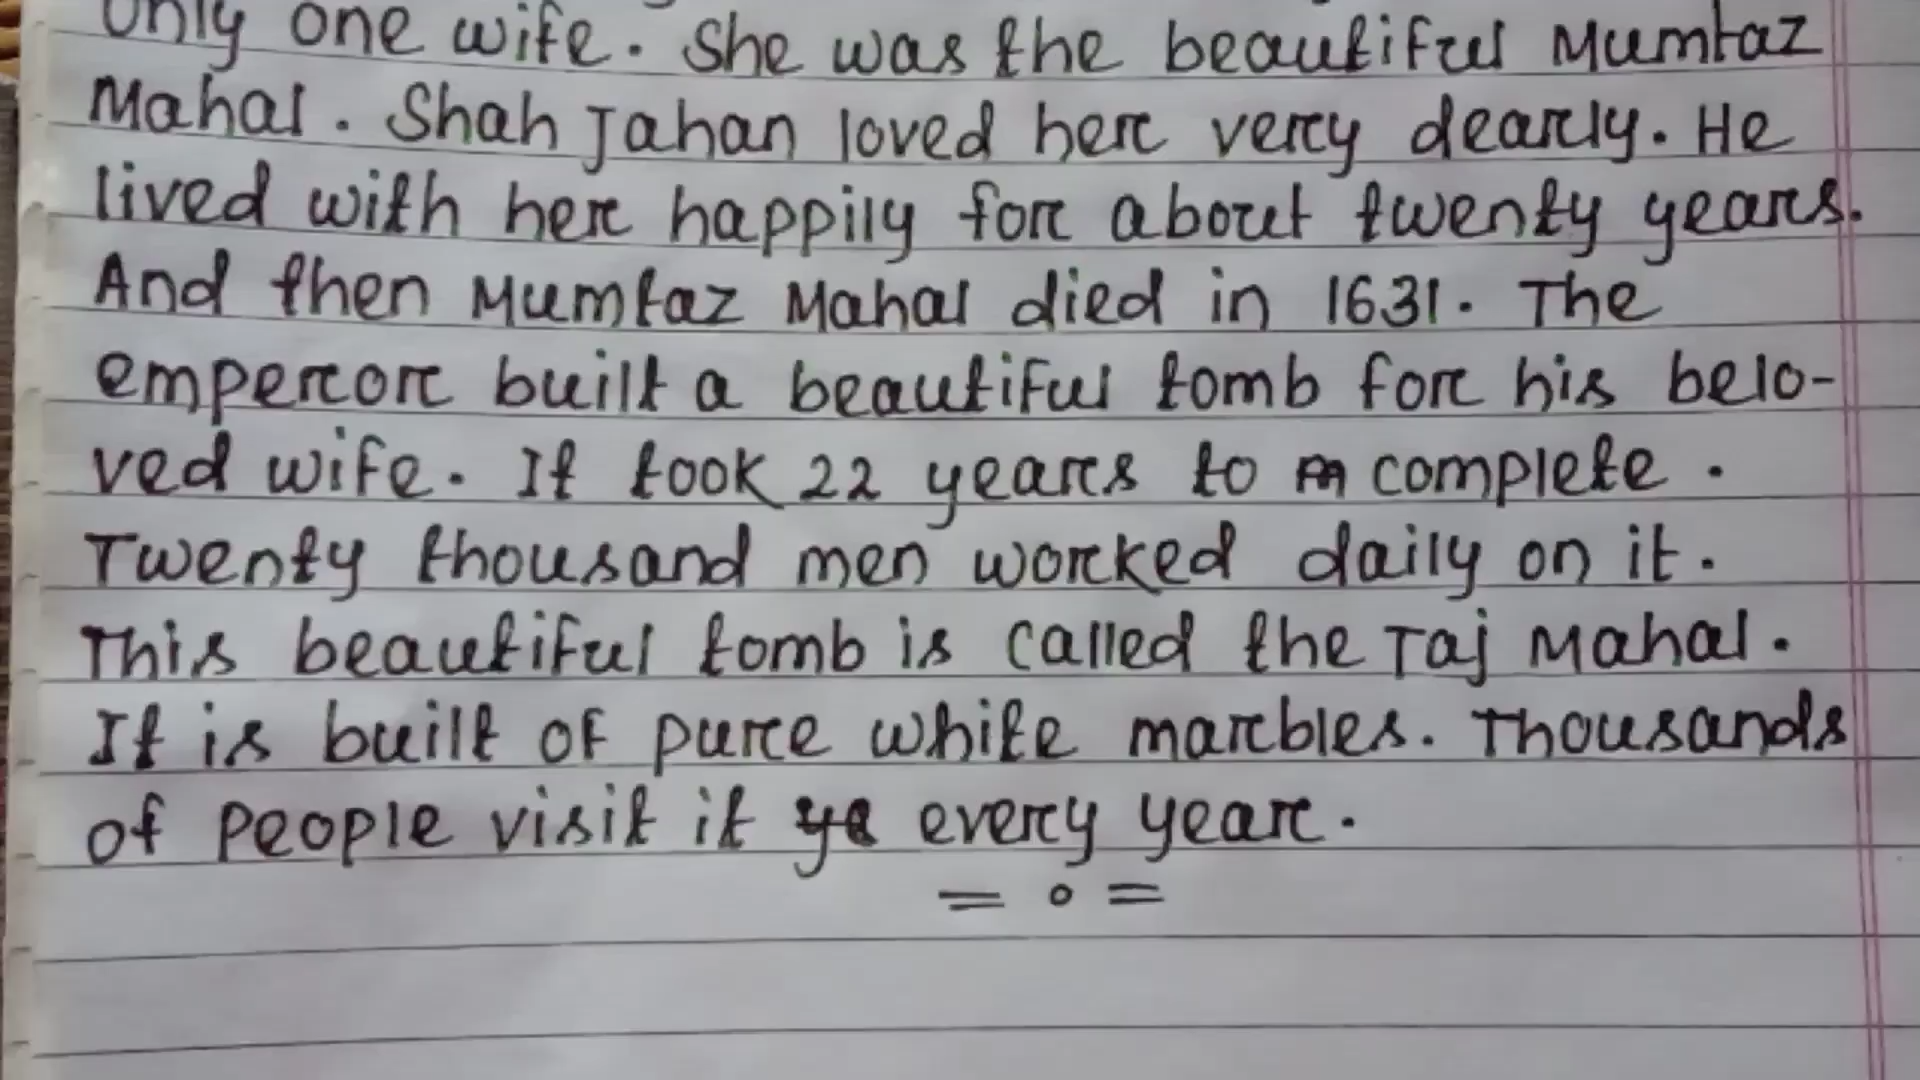 only one wife. She was the beautiful Mumtaz
Mahal. Shah Jahan loved her very dearly. He
lived with her happily for about twenty years.
And then Mumtaz Mahal died in 1631. The
emperor built a beautiful tomb for his belo-
ved wife. It took 22 years to complete.
Twenty thousand men worked daily on it.
This beautiful tomb is called the Taj Mahal.
It is built of pure white marbles. Thousands
of people visit it every year.
= ° =